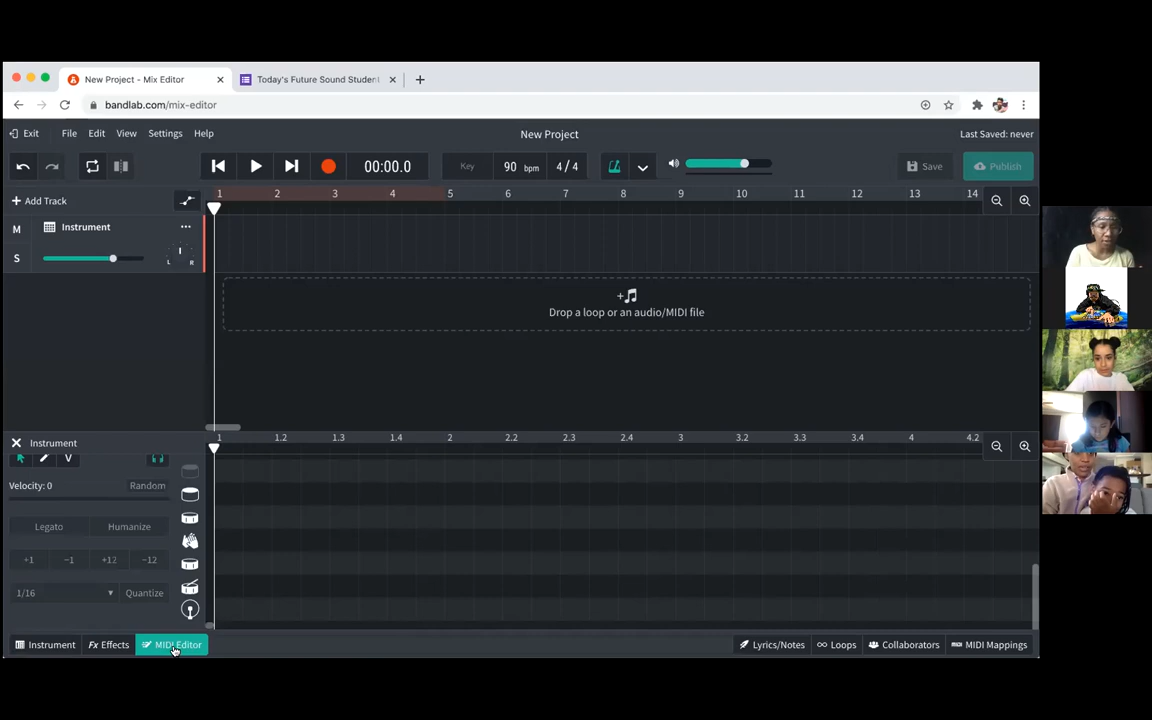 New Project - Mix Editor
Today's Future Sound Student
bandlab.com/mix-editor
Exit File Edit View Settings Help
New Project
Last Saved: never
00:00.0
Key 90 bpm 4 / 4
Save
Publish
Add Track
1 2 3 4 5 6 7 8 9 10 11 12 13 14
M Instrument
S
L R
Drop a loop or an audio/MIDI file
Instrument
1 1.2 1.3 1.4 2 2.2 2.3 2.4 3 3.2 3.3 3.4 4 4.2
Velocity: 0 Random
Legato Humanize
+1 −1 +12 −12
1/16 Quantize
Instrument Fx Effects MIDI Editor
Lyrics/Notes Loops Collaborators MIDI Mappings